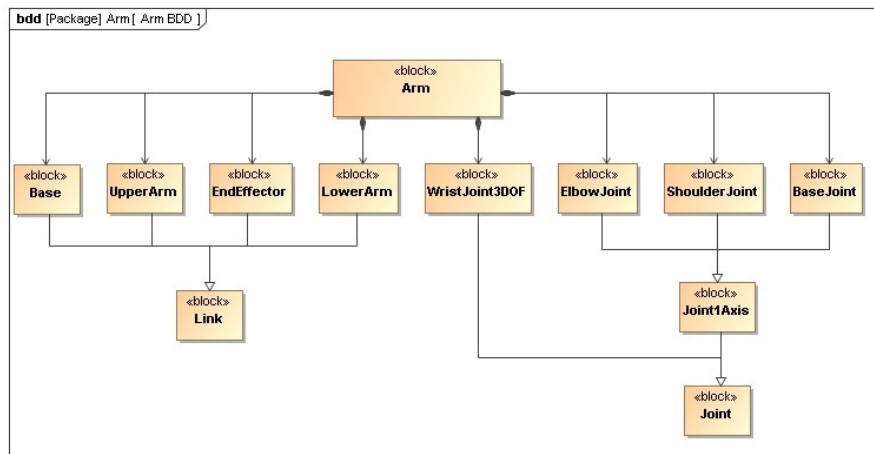 bdd [Package] Arm [ Arm BDD ]
«block»
Arm
«block»
Base
«block»
UpperArm
«block»
EndEffector
«block»
LowerArm
«block»
WristJoint3DOF
«block»
ElbowJoint
«block»
ShoulderJoint
«block»
BaseJoint
«block»
Link
«block»
Joint1Axis
«block»
Joint